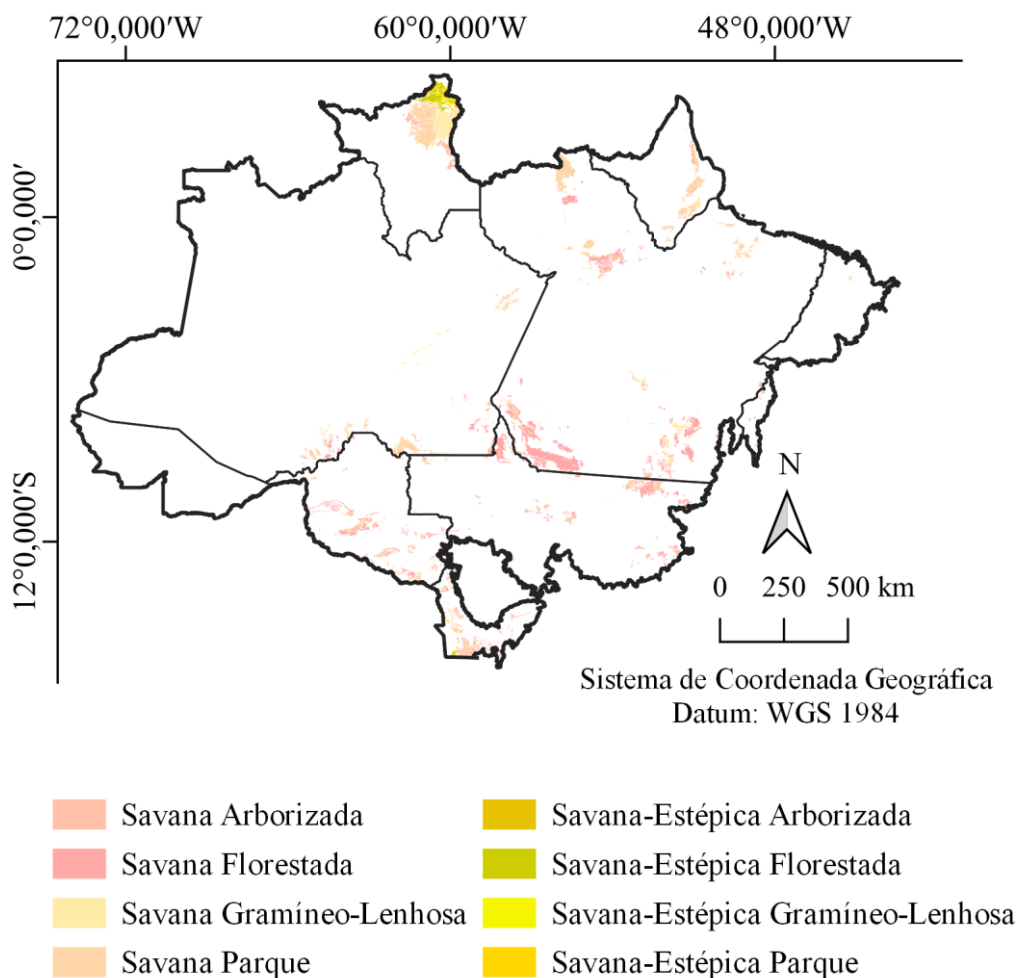 72°0,000′W 60°0,000′W 48°0,000′W
0°0,000′
12°0,000′S
N
0 250 500 km
Sistema de Coordenada Geográfica
Datum: WGS 1984
Savana Arborizada
Savana Florestada
Savana Gramíneo-Lenhosa
Savana Parque
Savana-Estépica Arborizada
Savana-Estépica Florestada
Savana-Estépica Gramíneo-Lenhosa
Savana-Estépica Parque